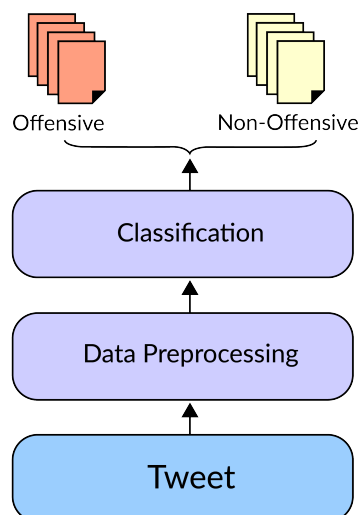 Offensive
Non-Offensive
Classification
Data Preprocessing
Tweet